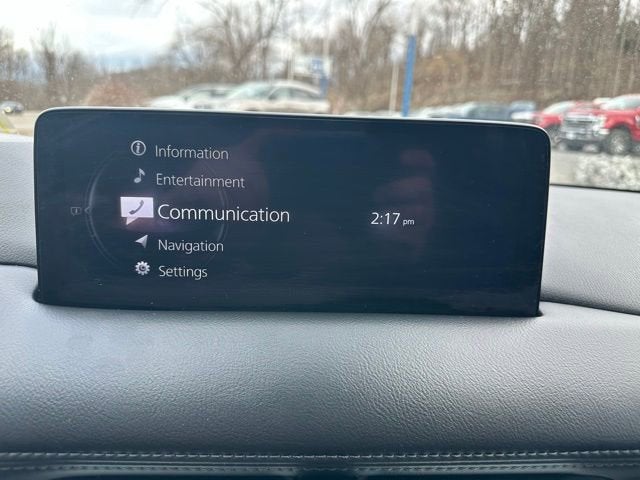 Information
Entertainment
Communication
2:17 pm
Navigation
Settings